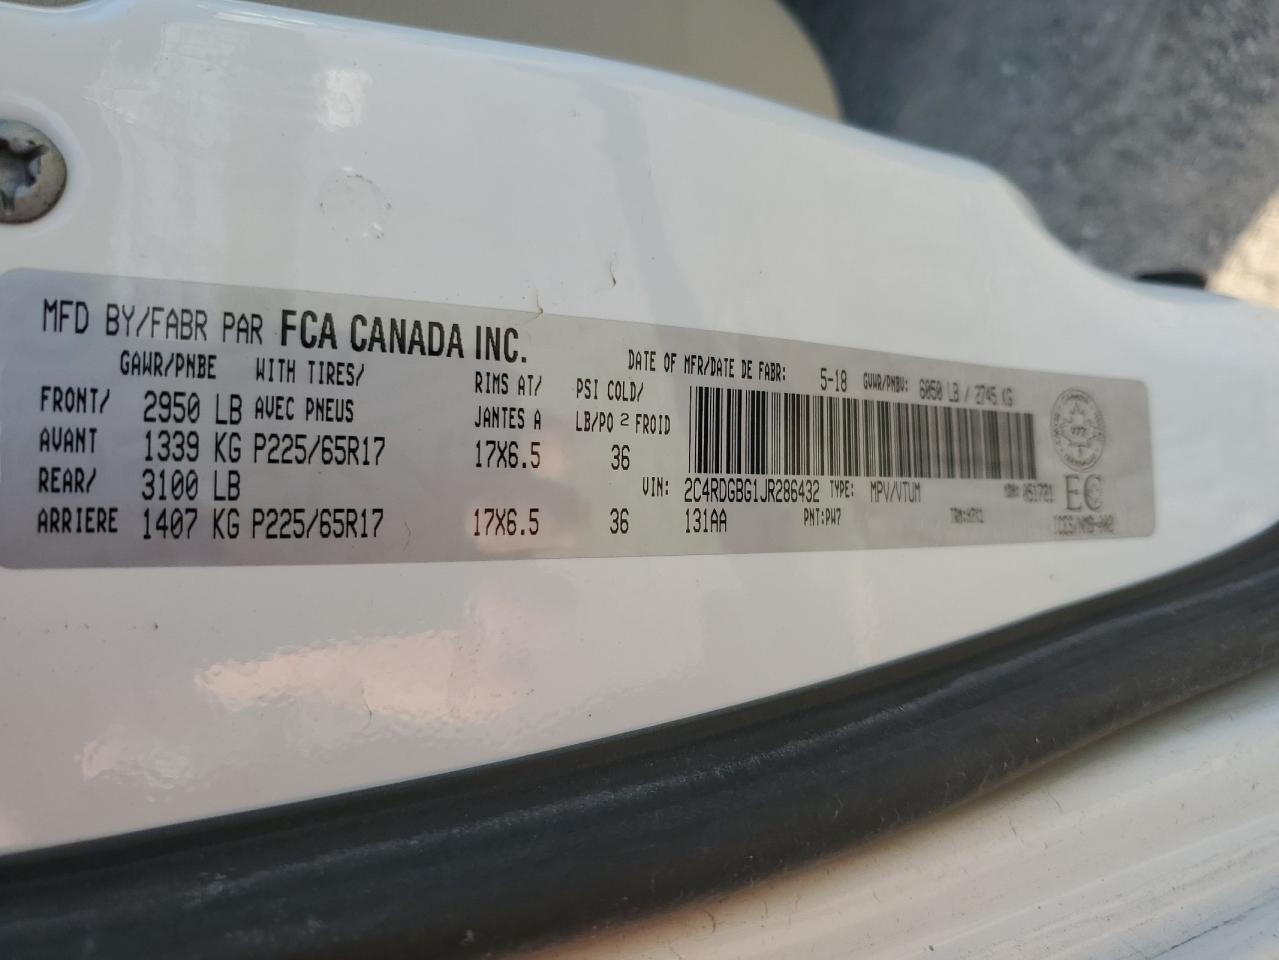 MFD BY/FABR PAR FCA CANADA INC.
DATE OF MFR/DATE DE FABR: 5-18 GVWR/PNBV: 6050 LB / 2745 KG
GAWR/PNBE WITH TIRES/ RIMS AT/ PSI COLD/
FRONT/ 2950 LB AVEC PNEUS JANTES A LB/PO 2 FROID
AVANT 1339 KG P225/65R17 17X6.5 36
REAR/ 3100 LB
VIN: 2C4RDGBG1JR286432 TYPE: MPV/VTUM MDH: 051721
ARRIERE 1407 KG P225/65R17 17X6.5 36
131AA PNT:PW7
EC